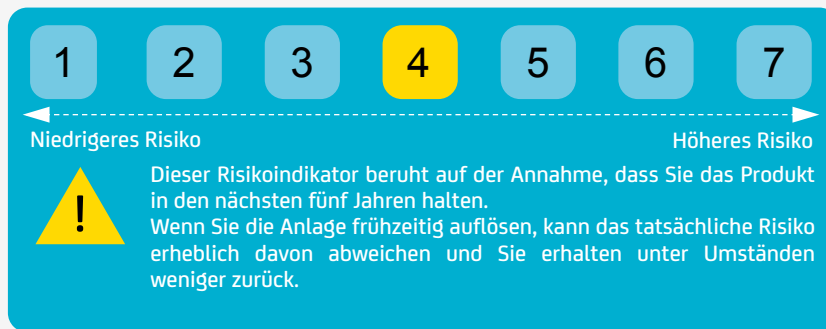 1 2 3 4 5 6 7
Niedrigeres Risiko Höheres Risiko
! Dieser Risikoindikator beruht auf der Annahme, dass Sie das Produkt
in den nächsten fünf Jahren halten.
Wenn Sie die Anlage frühzeitig auflösen, kann das tatsächliche Risiko
erheblich davon abweichen und Sie erhalten unter Umständen
weniger zurück.